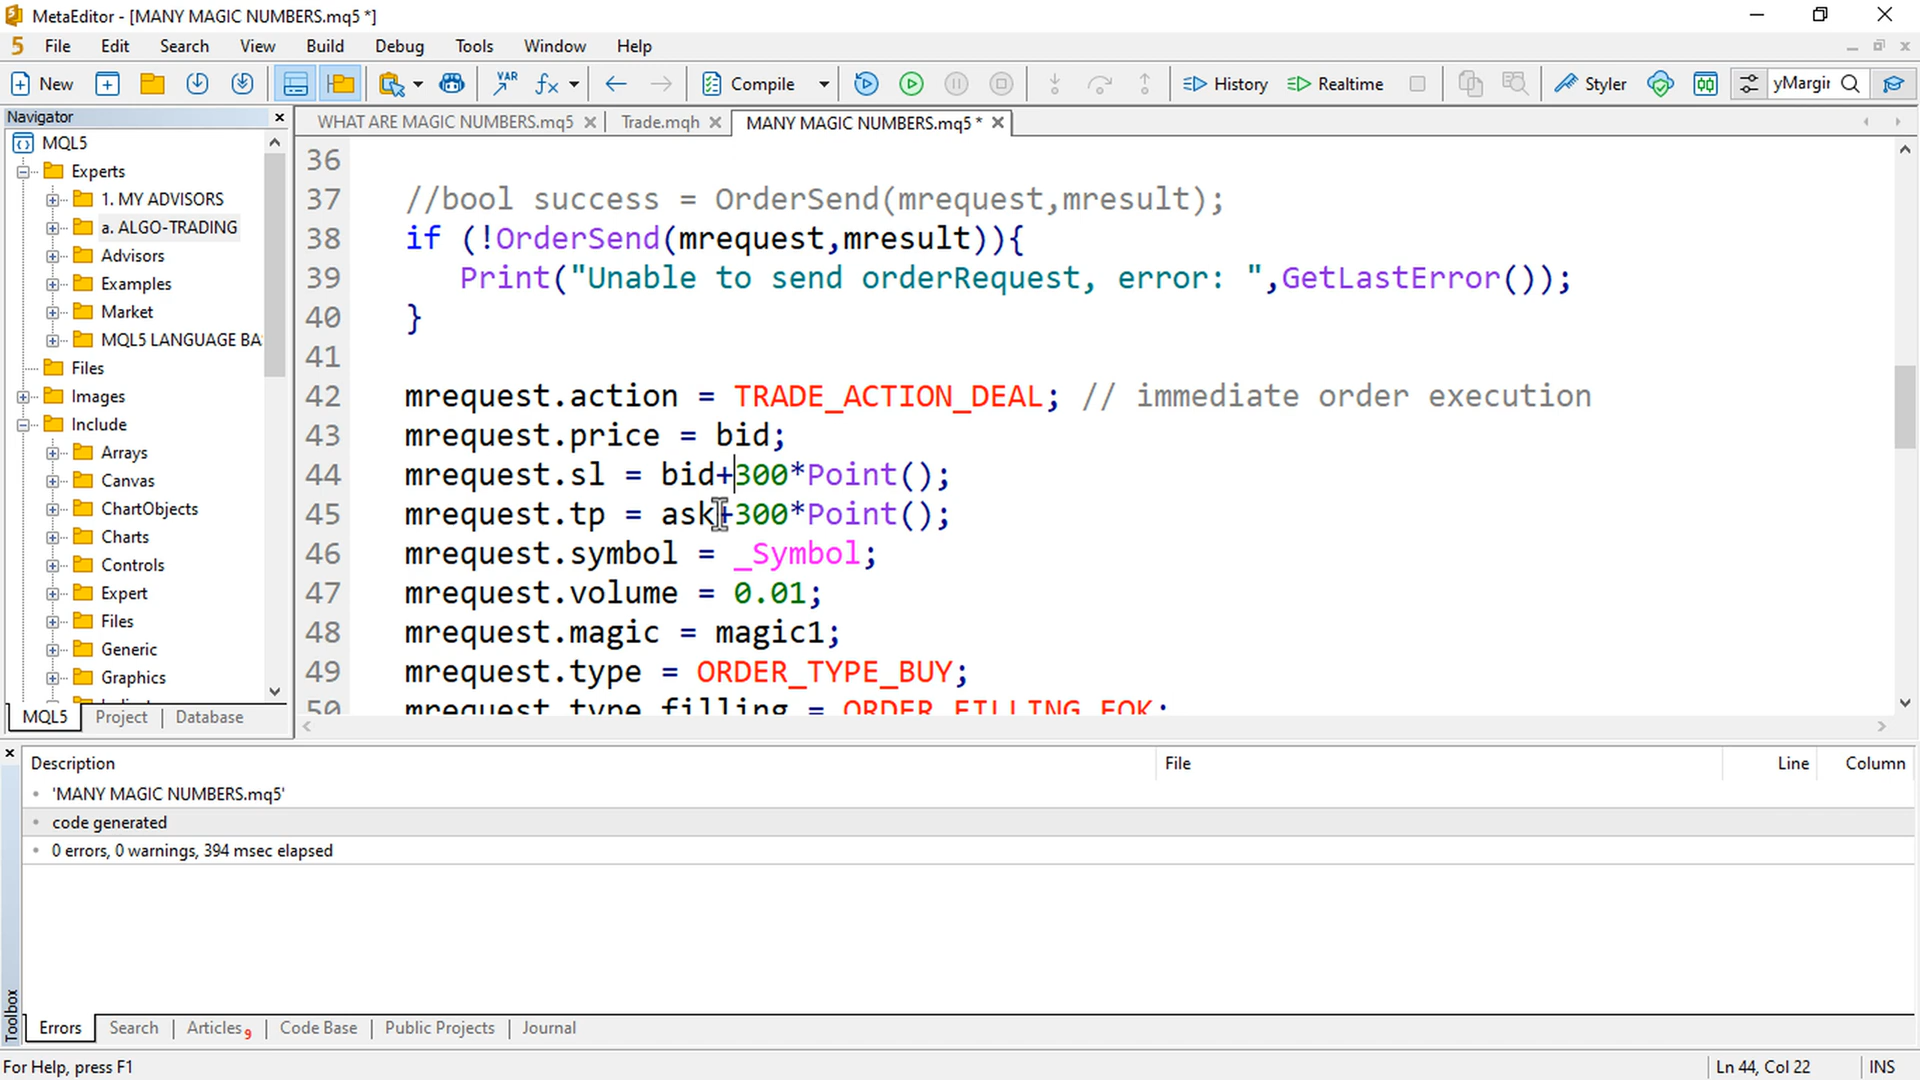 MetaEditor - [MANY MAGIC NUMBERS.mq5 *]
5 File Edit Search View Build Debug Tools Window Help
New VAR Compile History Realtime Styler yMargir
Navigator
WHAT ARE MAGIC NUMBERS.mq5 Trade.mqh MANY MAGIC NUMBERS.mq5 *
MQL5
Experts
1. MY ADVISORS
a. ALGO-TRADING
Advisors
Examples
Market
MQL5 LANGUAGE BA
Files
Images
Include
Arrays
Canvas
ChartObjects
Charts
Controls
Expert
Files
Generic
Graphics
MQL5 Project Database
36
37 //bool success = OrderSend(mrequest,mresult);
38 if (!OrderSend(mrequest,mresult)){
39 Print("Unable to send orderRequest, error: ",GetLastError());
40 }
41
42 mrequest.action = TRADE_ACTION_DEAL; // immediate order execution
43 mrequest.price = bid;
44 mrequest.sl = bid+300*Point();
45 mrequest.tp = ask+300*Point();
46 mrequest.symbol = _Symbol;
47 mrequest.volume = 0.01;
48 mrequest.magic = magic1;
49 mrequest.type = ORDER_TYPE_BUY;
50 mrequest.type_filling = ORDER_FILLING_FOK;
Description File Line Column
'MANY MAGIC NUMBERS.mq5'
code generated
0 errors, 0 warnings, 394 msec elapsed
Toolbox
Errors Search Articles 9 Code Base Public Projects Journal
For Help, press F1 Ln 44, Col 22 INS